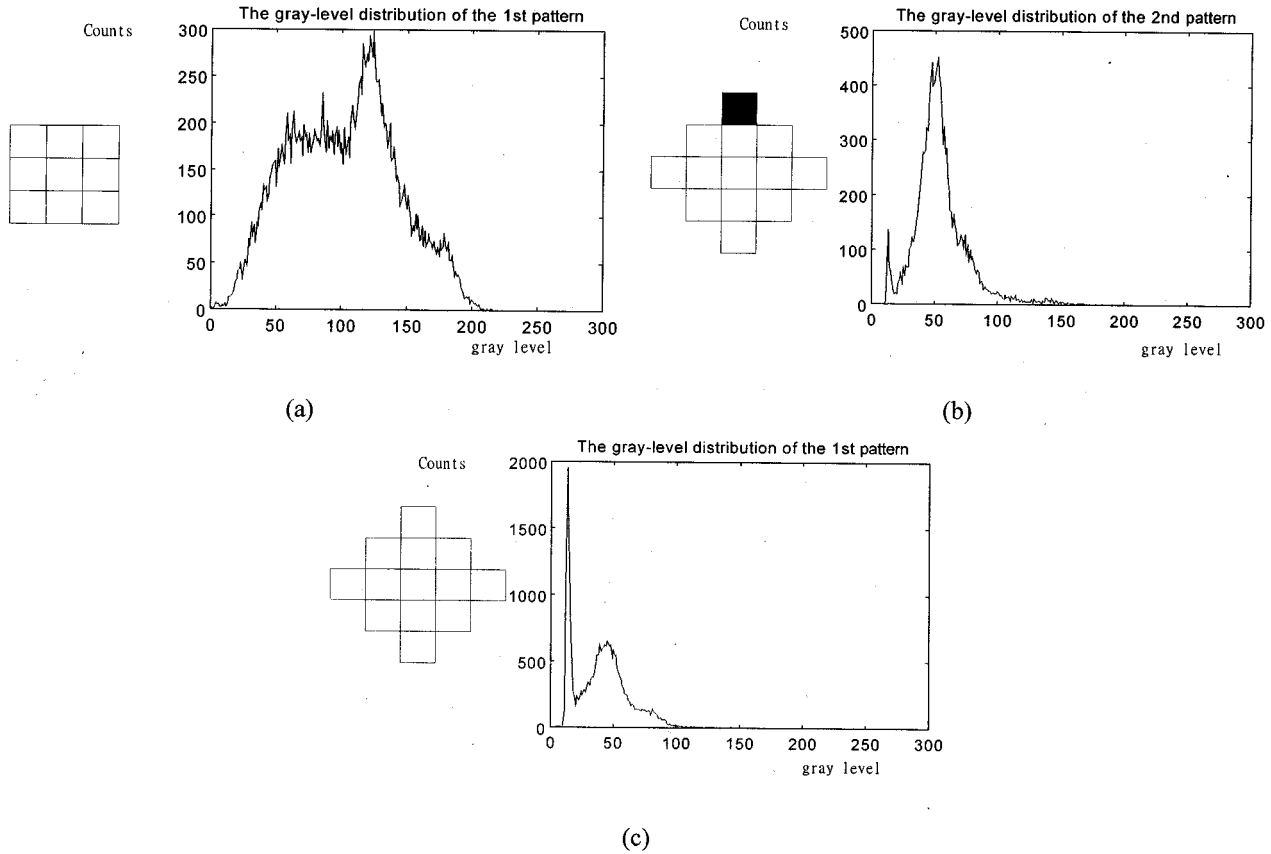 The gray-level distribution of the 1st pattern
Counts
300
250
200
150
100
50
0
0 50 100 150 200 250 300
gray level
(a)
The gray-level distribution of the 2nd pattern
Counts
500
400
300
200
100
0
0 50 100 150 200 250 300
gray level
(b)
The gray-level distribution of the 1st pattern
Counts
2000
1500
1000
500
0
0 50 100 150 200 250 300
gray level
(c)